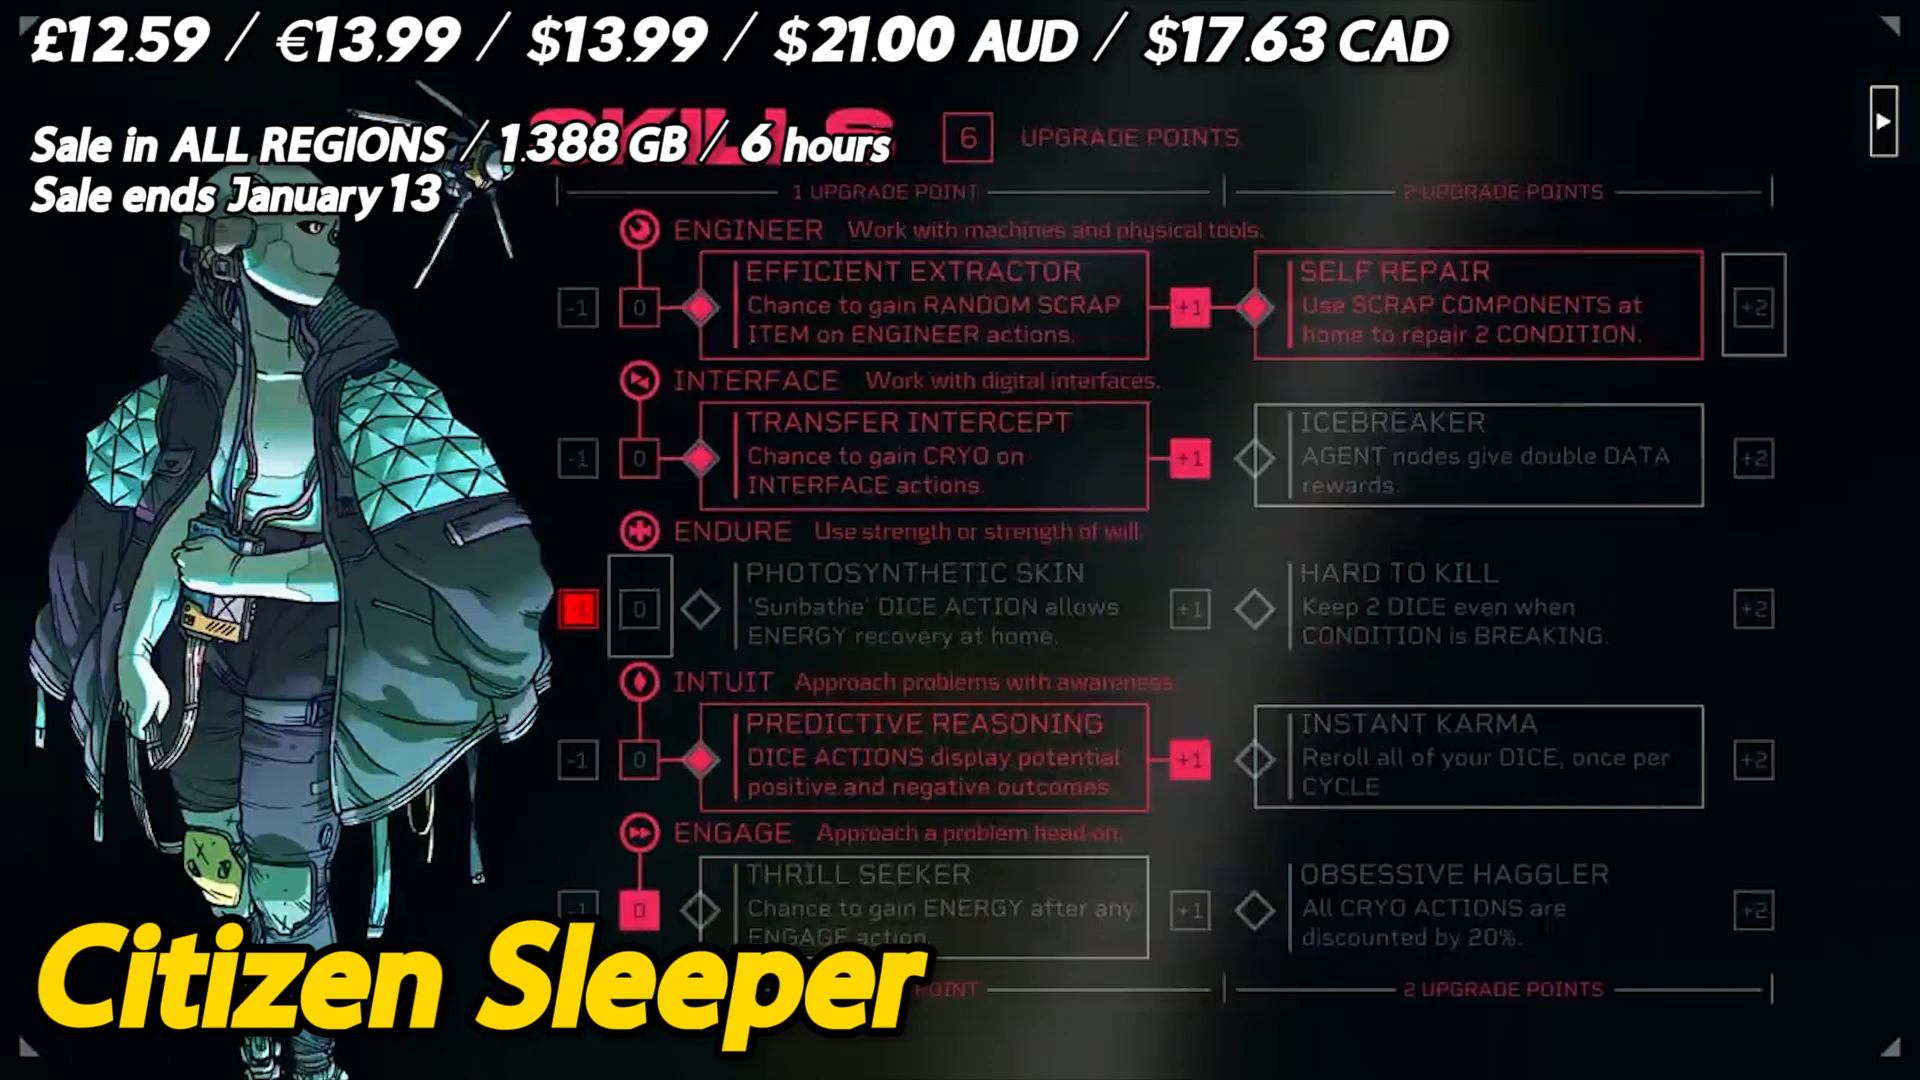 £12.59 / €13,99 / $13.99 / $21.00 AUD / $17.63 CAD
Sale in ALL REGIONS / 1.388 GB / 6 hours
Sale ends January 13
SKILLS
6 UPGRADE POINTS
1 UPGRADE POINT 2 UPGRADE POINTS
ENGINEER Work with machines and physical tools.
EFFICIENT EXTRACTOR SELF REPAIR
Chance to gain RANDOM SCRAP Use SCRAP COMPONENTS at
-1 0 +1 +2
ITEM on ENGINEER actions. home to repair 2 CONDITION.
INTERFACE Work with digital interfaces.
TRANSFER INTERCEPT ICEBREAKER
Chance to gain CRYO on AGENT nodes give double DATA
-1 0 +1 +2
INTERFACE actions. rewards.
ENDURE Use strength or strength of will.
PHOTOSYNTHETIC SKIN HARD TO KILL
'Sunbathe' DICE ACTION allows Keep 2 DICE even when
-1 0 +1 +2
ENERGY recovery at home. CONDITION is BREAKING.
INTUIT Approach problems with awareness.
PREDICTIVE REASONING INSTANT KARMA
DICE ACTIONS display potential Reroll all of your DICE, once per
-1 0 +1 +2
positive and negative outcomes CYCLE
ENGAGE Approach a problem head-on.
THRILL SEEKER OBSESSIVE HAGGLER
Chance to gain ENERGY after any All CRYO ACTIONS are
-1 0 +1 +2
ENGAGE action. discounted by 20%.
Citizen Sleeper
POINT 2 UPGRADE POINTS